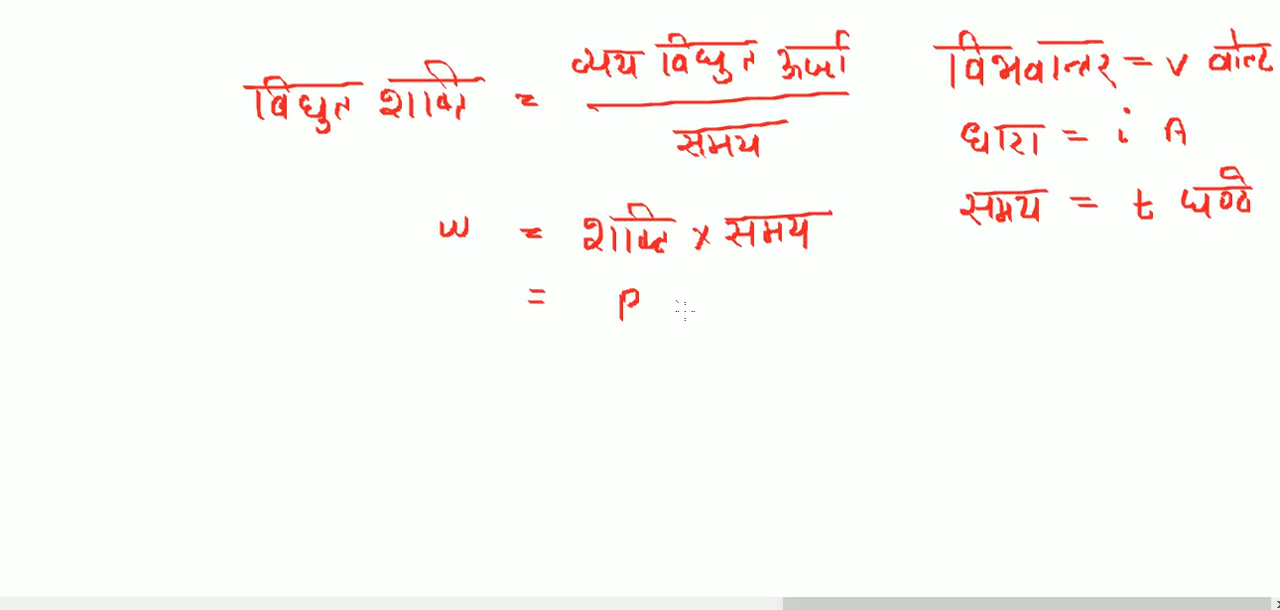 विद्युत शक्ति = व्यय विद्युत ऊर्जा / समय
विभवान्तर = v वोल्ट
धारा = i A
समय = t घण्टे
w = शक्ति × समय
= P